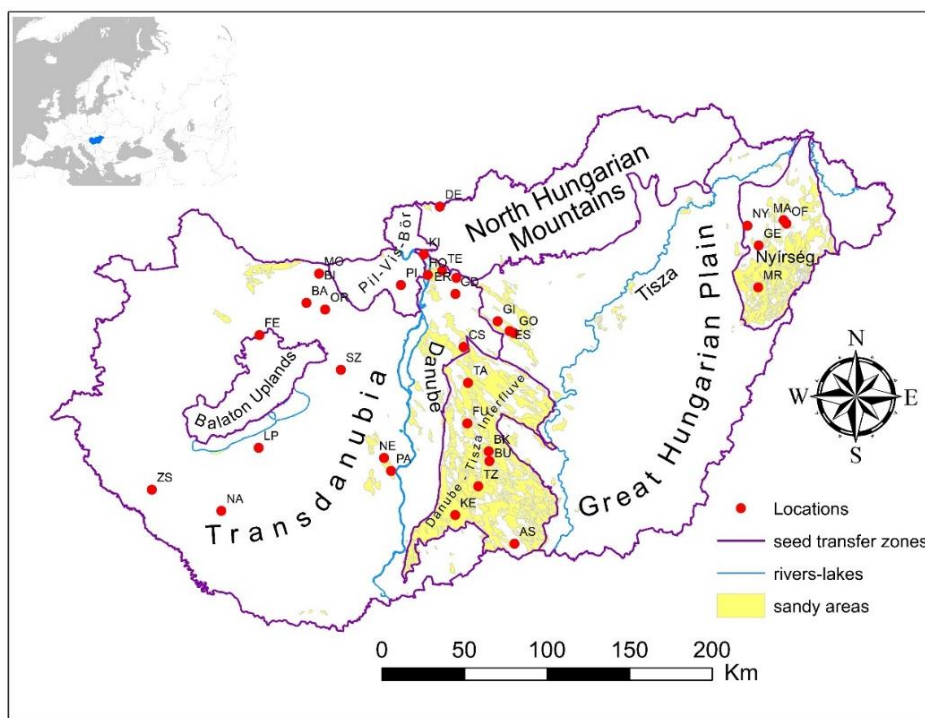 DE
North Hungarian
Mountains
Pil-Vis-Bör
KI
HO
TE
ER
GD
PI
MO
BI
BA
OR
FE
SZ
Balaton Uplands
LP
ZS
NA
Transdanubia
NE
PA
Danube
GI
GO
ES
CS
TA
FU
BK
BU
TZ
KE
AS
Danube - Tisza Interfluve
Tisza
Great Hungarian Plain
NY
MA
OF
GE
Nyírség
MR
N
W
E
S
Locations
seed transfer zones
rivers-lakes
sandy areas
0 50 100 150 200
Km